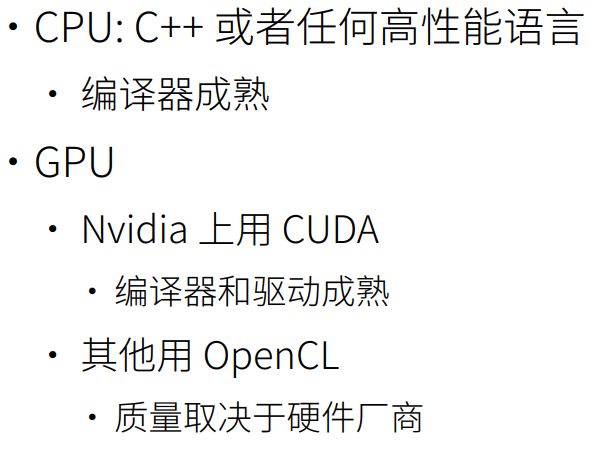 • CPU: C++ 或者任何高性能语言
• 编译器成熟
• GPU
• Nvidia 上用 CUDA
• 编译器和驱动成熟
• 其他用 OpenCL
• 质量取决于硬件厂商